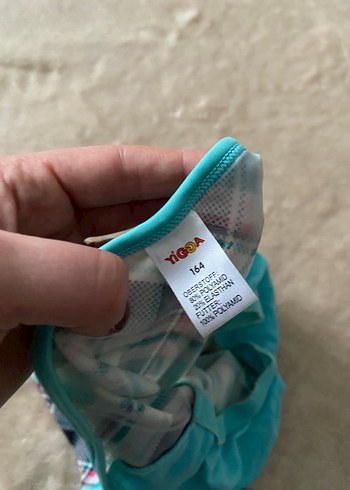 YIGGA
164
OBERSTOFF:
80% POLYAMID
20% ELASTHAN
FUTTER:
100% POLYAMID